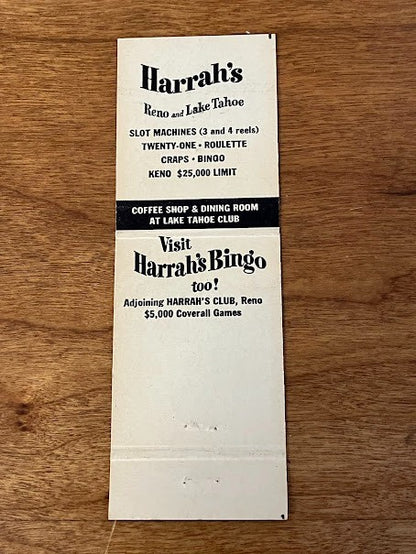 Harrah's
Reno and Lake Tahoe
SLOT MACHINES (3 and 4 reels)
TWENTY-ONE • ROULETTE
CRAPS • BINGO
KENO $25,000 LIMIT
COFFEE SHOP & DINING ROOM
AT LAKE TAHOE CLUB
Visit
Harrah's Bingo
too!
Adjoining HARRAH'S CLUB, Reno
$5,000 Coverall Games